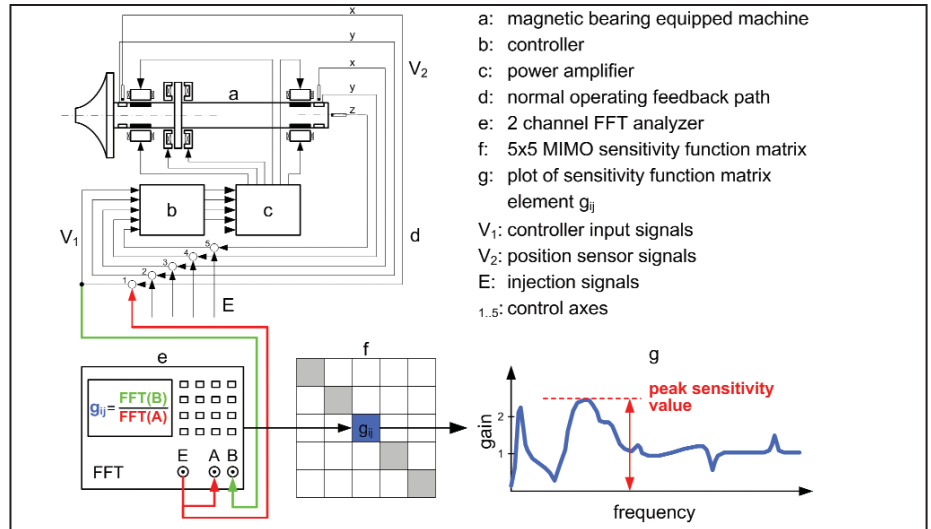 x
y
V2
x
y
z
a
b
c
d
V1
5
4
3
2
1
E
a: magnetic bearing equipped machine
b: controller
c: power amplifier
d: normal operating feedback path
e: 2 channel FFT analyzer
f: 5x5 MIMO sensitivity function matrix
g: plot of sensitivity function matrix
element gij
V1: controller input signals
V2: position sensor signals
E: injection signals
1..5: control axes
e
gij=FFT(B)
FFT(A)
FFT
E A B
f
gij
g
peak sensitivity
value
gain
2
1
frequency